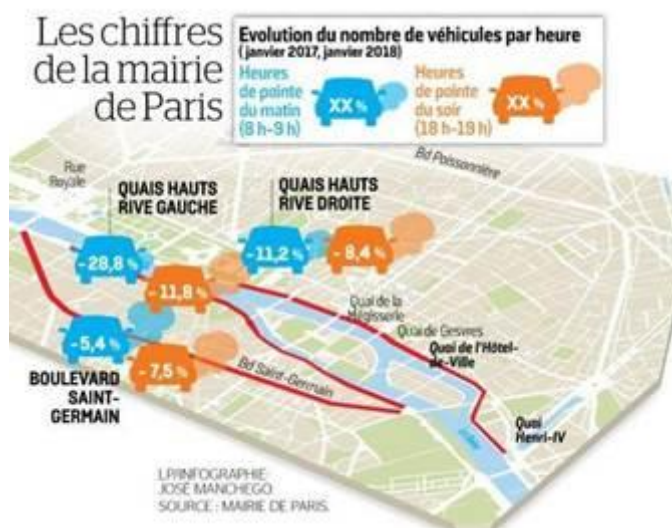 Les chiffres
de la mairie
de Paris
Evolution du nombre de véhicules par heure
(janvier 2017, janvier 2018)
Heures
de pointe
du matin
(8 h-9 h)
XX %
Heures
de pointe
du soir
(18 h-19 h)
XX %
Bd Poissonnière
Rue
Royale
QUAIS HAUTS
RIVE GAUCHE
-28,8 %
-11,8 %
QUAIS HAUTS
RIVE DROITE
-11,2 %
- 8,4 %
Quai de la
Mégisserie
Quai de Gesvres
Quai de l'Hôtel-
de-Ville
- 5,4 %
- 7,5 %
BOULEVARD
SAINT-
GERMAIN
Bd Saint-Germain
Quai
Henri-IV
LP/INFOGRAPHIE
JOSÉ MANCHEGO.
SOURCE : MAIRIE DE PARIS.